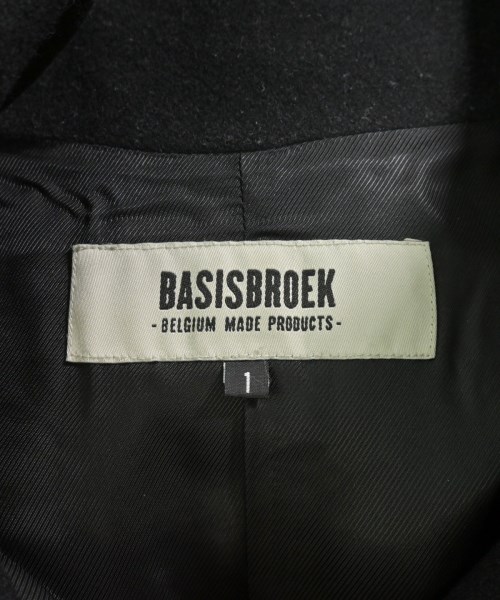 BASISBROEK
- BELGIUM MADE PRODUCTS -
1